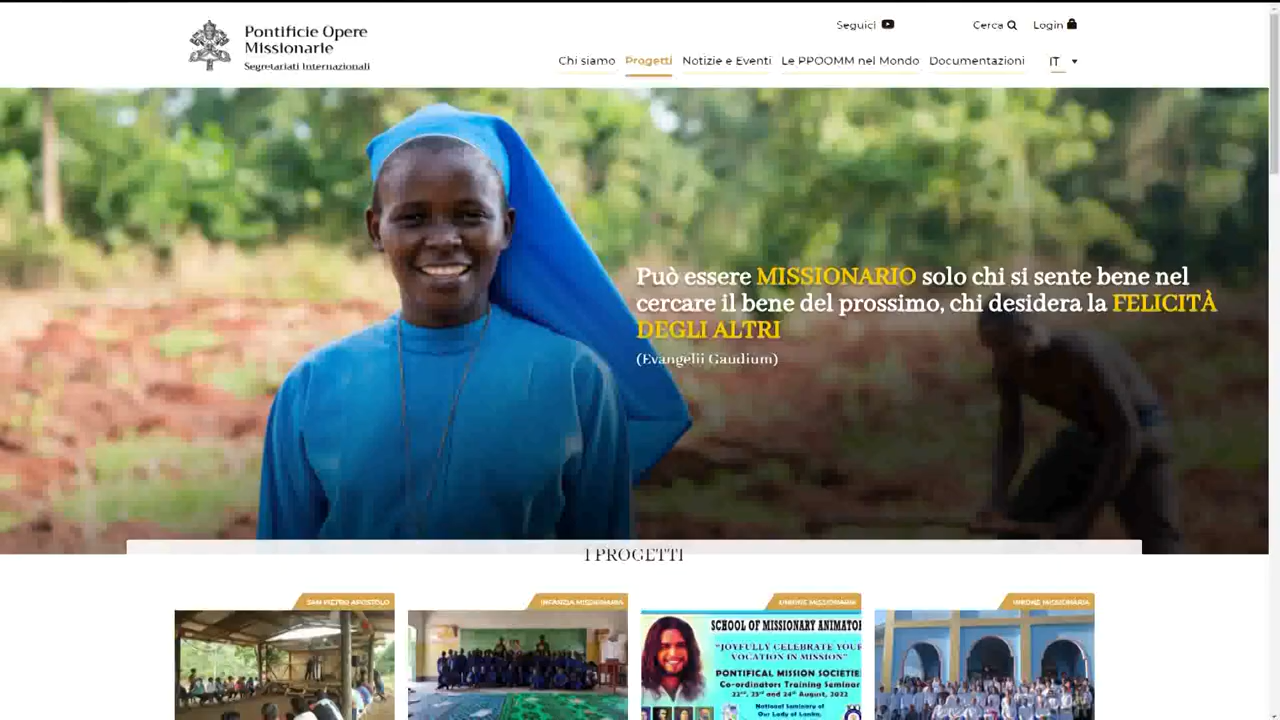 Pontificie Opere
Missionarie
Segretariati Internazionali
Seguici
Cerca
Login
Chi siamo
Progetti
Notizie e Eventi
Le PPOOMM nel Mondo
Documentazioni
IT
Può essere MISSIONARIO solo chi si sente bene nel
cercare il bene del prossimo, chi desidera la FELICITÀ
DEGLI ALTRI
(Evangelii Gaudium)
I PROGETTI
SAN PIETRO APOSTOLO
INFANZIA MISSIONARIA
UNIONE MISSIONARIA
UNIONE MISSIONARIA
SCHOOL OF MISSIONARY ANIMATOR
"JOYFULLY CELEBRATE YOUR
VOCATION IN MISSION"
PONTIFICAL MISSION SOCIETIE
Co-ordinators Training Seminar
22nd, 23rd and 24th August, 2022
National Seminary of
Our Lady of Lanka,